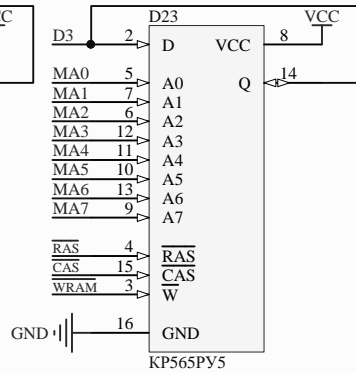 CC D23 VCC
D3 2 D VCC 8
MA0 5 A0 Q 14
MA1 7 A1
MA2 6 A2
MA3 12 A3
MA4 11 A4
MA5 10 A5
MA6 13 A6
MA7 9 A7
RAS 4 RAS
CAS 15 CAS
WRAM 3 W
GND 16 GND
КР565РУ5